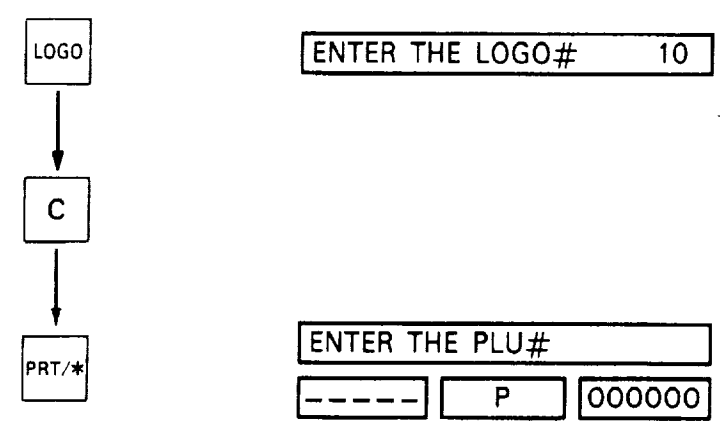 LOGO
ENTER THE LOGO# 10
C
PRT/*
ENTER THE PLU#
----- P 000000